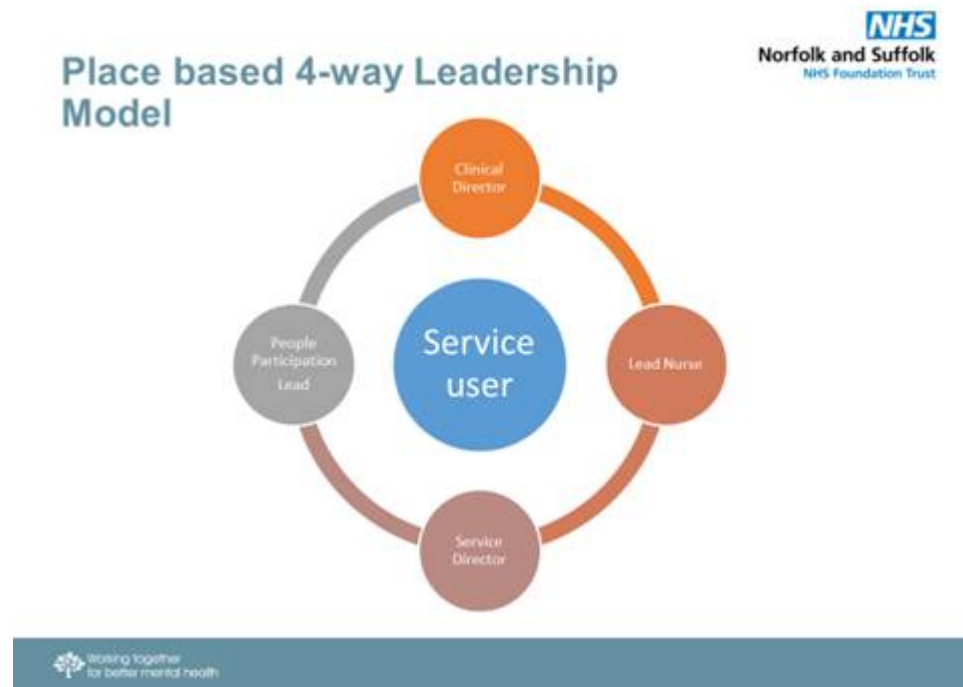 NHS
Norfolk and Suffolk
NHS Foundation Trust
Place based 4-way Leadership
Model
Clinical
Director
People
Participation
Lead
Service
user
Lead Nurse
Service
Director
Working together
for better mental health